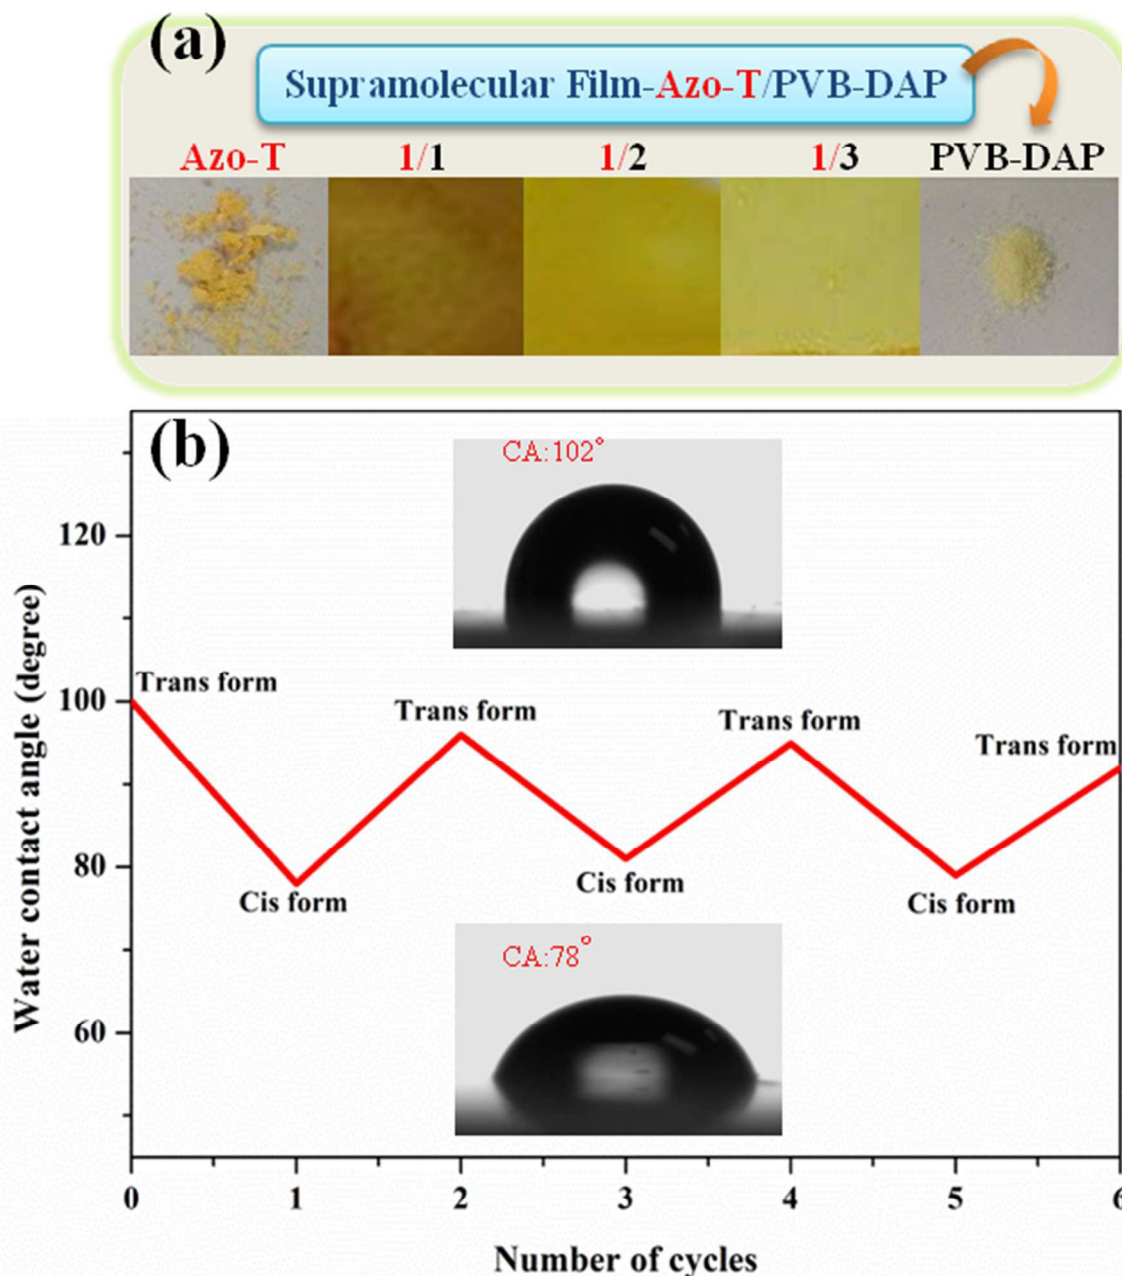 (a)
Supramolecular Film-Azo-T/PVB-DAP
Azo-T 1/1 1/2 1/3 PVB-DAP
(b)
CA:102°
120
100
80
60
Water contact angle (degree)
Trans form
Trans form
Trans form
Trans form
Cis form
Cis form
Cis form
CA:78°
0 1 2 3 4 5 6
Number of cycles